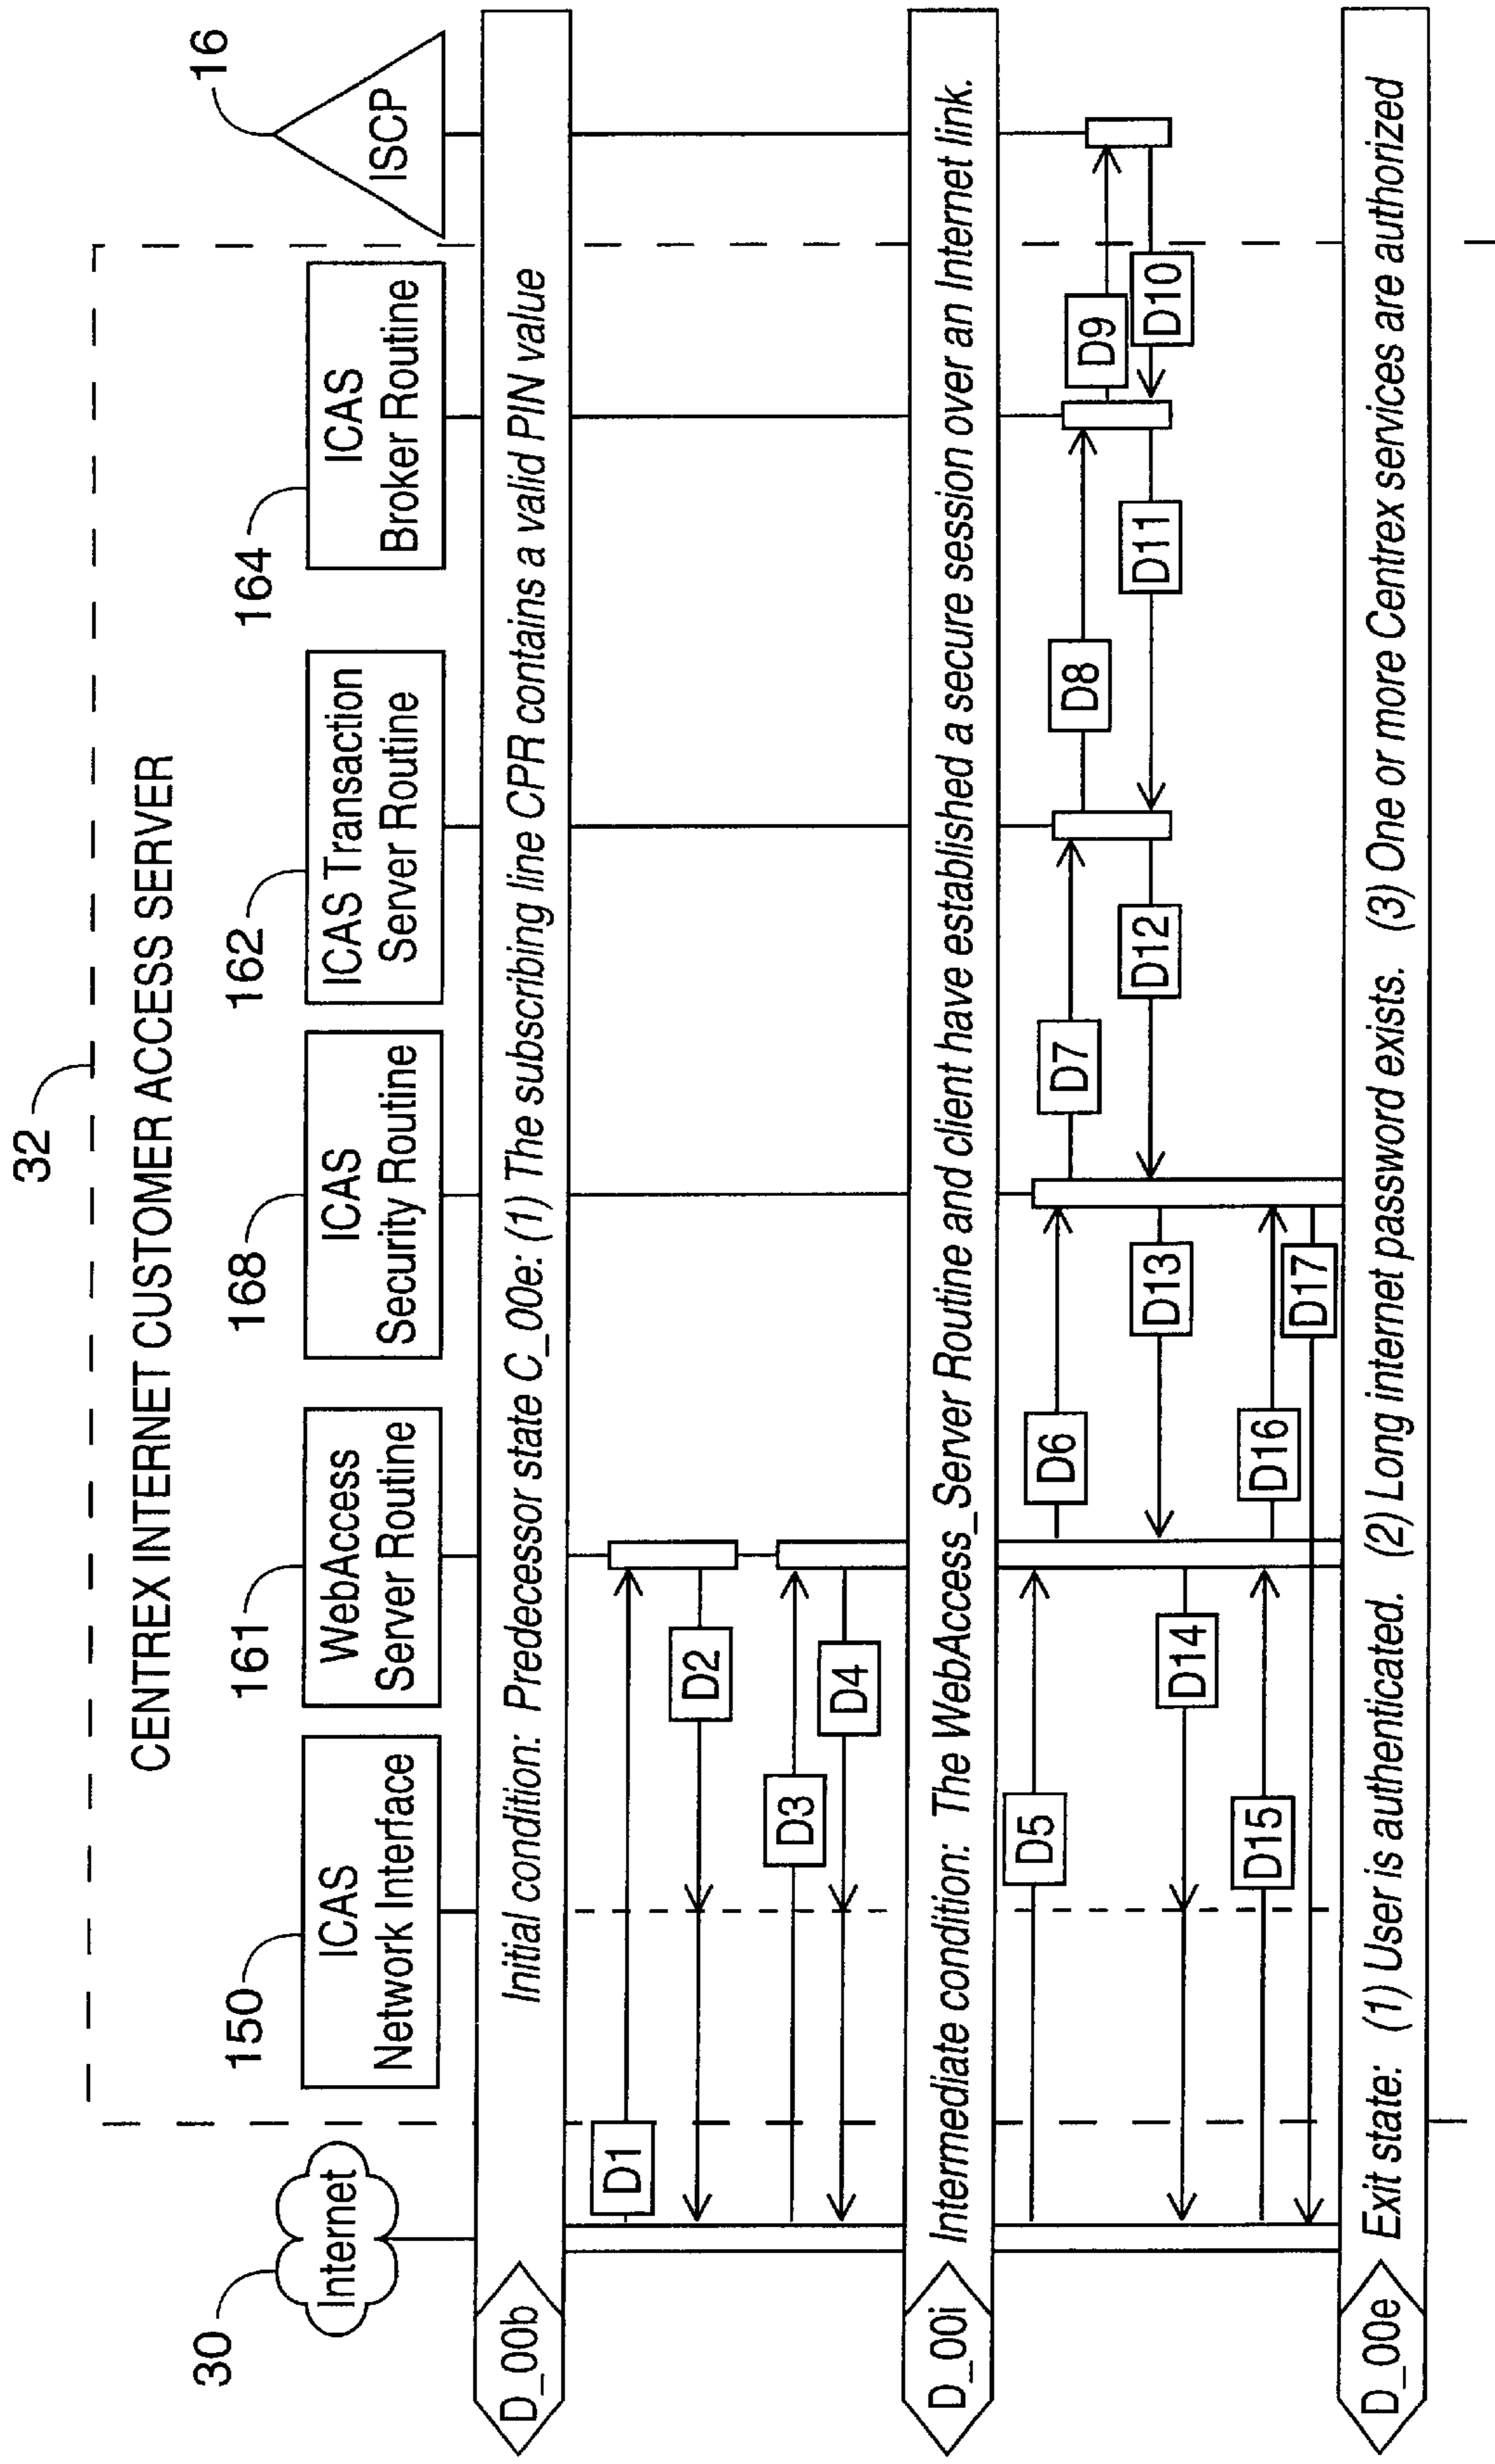 32
CENTREX INTERNET CUSTOMER ACCESS SERVER
30
Internet
150
ICAS
Network Interface
161
WebAccess
Server Routine
168
ICAS
Security Routine
162
ICAS Transaction
Server Routine
164
ICAS
Broker Routine
16
ISCP
D_00b
Initial condition: Predecessor state C_00e: (1) The subscribing line CPR contains a valid PIN value
D1
D2
D3
D4
D_00i
Intermediate condition: The WebAccess_Server Routine and client have established a secure session over an Internet link.
D5
D6
D7
D8
D9
D10
D11
D12
D13
D14
D15
D16
D17
D_00e
Exit state: (1) User is authenticated. (2) Long internet password exists. (3) One or more Centrex services are authorized